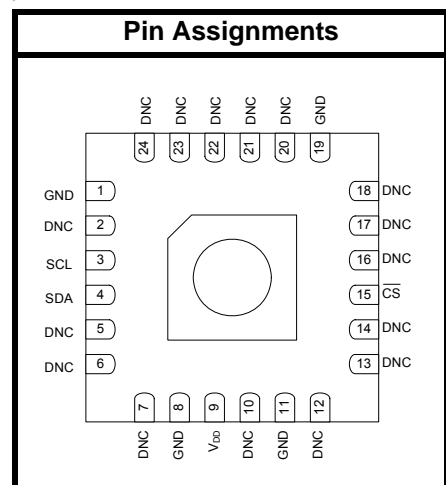 Pin Assignments
DNC DNC DNC DNC DNC GND
24 23 22 21 20 19
GND 1 18 DNC
DNC 2 17 DNC
SCL 3 16 DNC
SDA 4 15 CS
DNC 5 14 DNC
DNC 6 13 DNC
7 8 9 10 11 12
DNC GND VDD DNC GND DNC